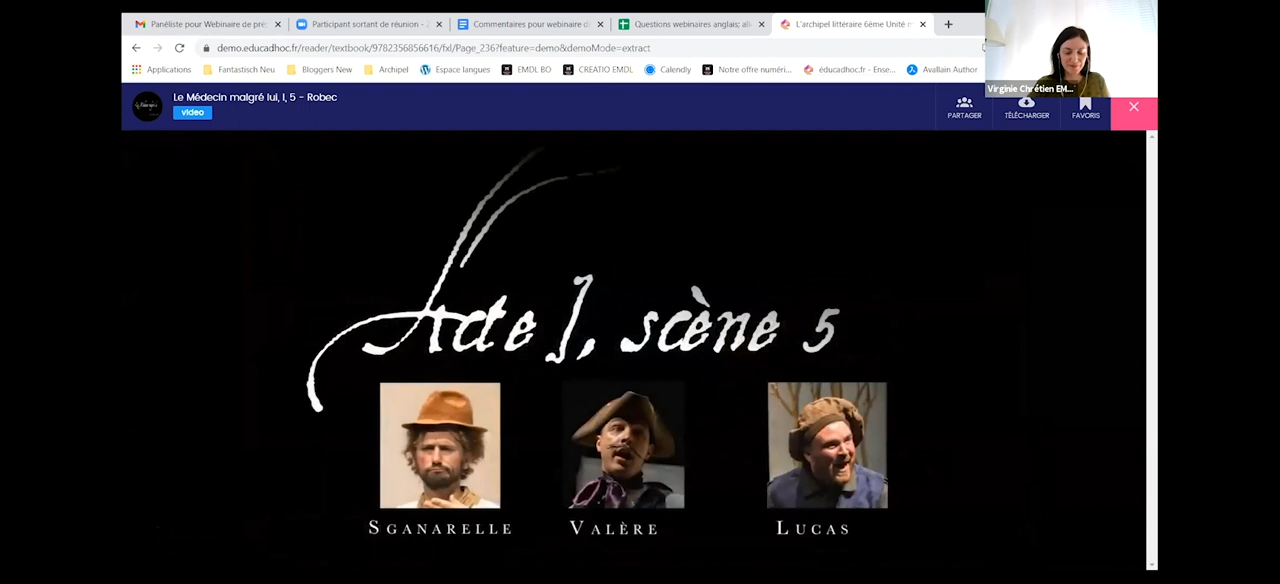 Panéliste pour Webinaire de pré
Participant sortant de réunion - Z
Commentaires pour webinaire d
Questions webinaires anglais; all
L'archipel littéraire 6ème Unité n
demo.educadhoc.fr/reader/textbook/9782356856616/fxl/Page_236?feature=demo&demoMode=extract
Applications
Fantastisch Neu
Bloggers New
Archipel
Espace langues
EMDL BO
CREATIO EMDL
Calendly
Notre offre numéri...
éducadhoc.fr - Ense...
Avallain Author
Virginie Chrétien EM...
Le Médecin malgré lui, I, 5 - Robec
video
PARTAGER
TÉLÉCHARGER
FAVORIS
Acte I, scène 5
SGANARELLE
VALÈRE
LUCAS